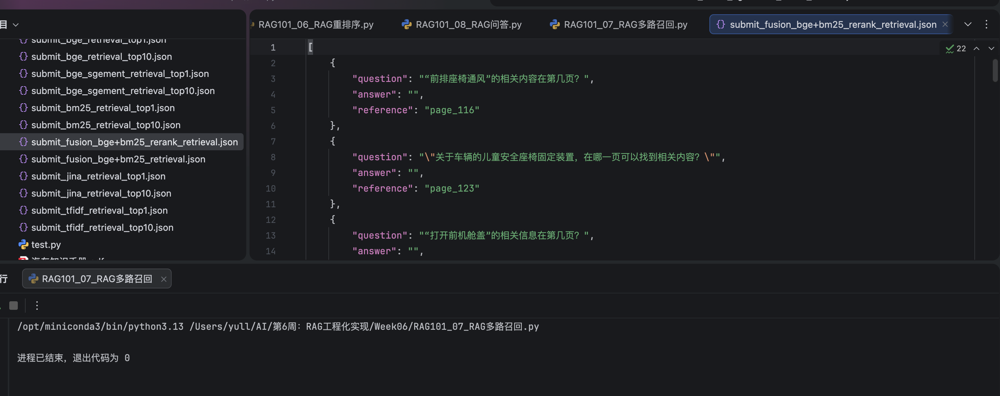 目
submit_bge_retrieval_top1.json
submit_bge_retrieval_top10.json
submit_bge_sgement_retrieval_top1.json
submit_bge_sgement_retrieval_top10.json
submit_bm25_retrieval_top1.json
submit_bm25_retrieval_top10.json
submit_fusion_bge+bm25_rerank_retrieval.json
submit_fusion_bge+bm25_retrieval.json
submit_jina_retrieval_top1.json
submit_jina_retrieval_top10.json
submit_tfidf_retrieval_top1.json
submit_tfidf_retrieval_top10.json
test.py
汽车知识手册.pdf
RAG101_06_RAG重排序.py RAG101_08_RAG问答.py RAG101_07_RAG多路召回.py submit_fusion_bge+bm25_rerank_retrieval.json
22
1 [
2 {
3 "question": "“前排座椅通风”的相关内容在第几页？",
4 "answer": "",
5 "reference": "page_116"
6 },
7 {
8 "question": "\"关于车辆的儿童安全座椅固定装置，在哪一页可以找到相关内容？\"",
9 "answer": "",
10 "reference": "page_123"
11 },
12 {
13 "question": "“打开前机舱盖”的相关信息在第几页？",
14 "answer": "",
行 RAG101_07_RAG多路召回
/opt/miniconda3/bin/python3.13 /Users/yull/AI/第6周：RAG工程化实现/Week06/RAG101_07_RAG多路召回.py
进程已结束，退出代码为 0